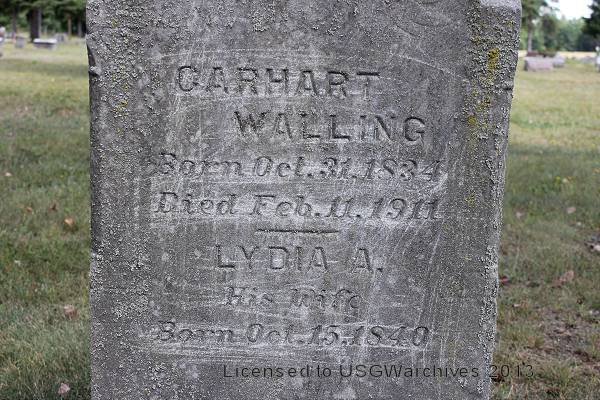 CARHART
WALLING
Born Oct. 31. 1834
Died Feb. 11. 1911
LYDIA A.
His Wife
Born Oct. 15. 1840
Licensed to USGWarchives 2013